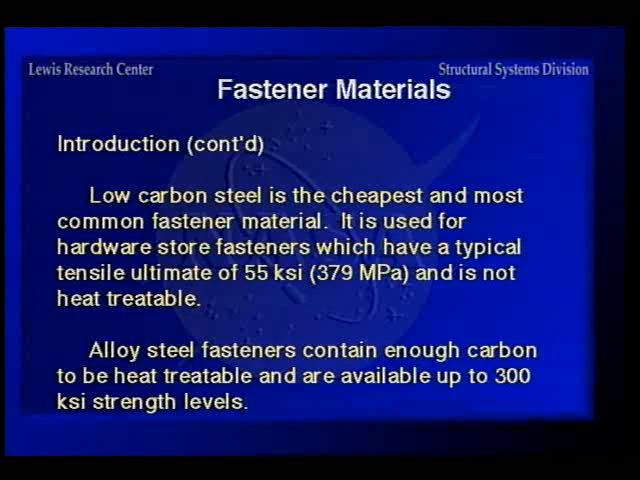 Lewis Research Center
Structural Systems Division
Fastener Materials
Introduction (cont'd)
Low carbon steel is the cheapest and most
common fastener material. It is used for
hardware store fasteners which have a typical
tensile ultimate of 55 ksi (379 MPa) and is not
heat treatable.
Alloy steel fasteners contain enough carbon
to be heat treatable and are available up to 300
ksi strength levels.